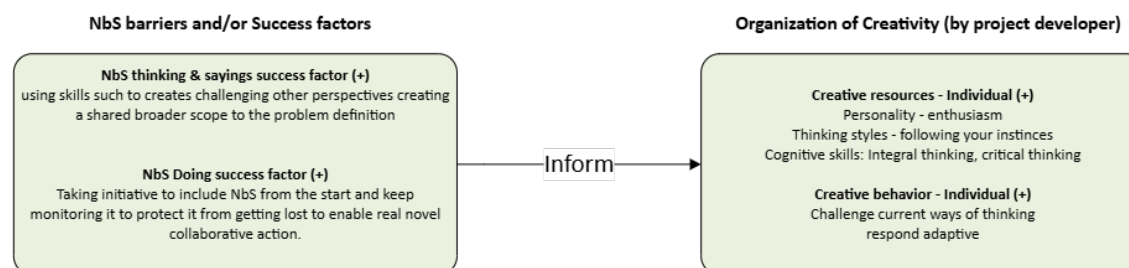 NbS barriers and/or Success factors
NbS thinking & sayings success factor (+)
using skills such to creates challenging other perspectives creating
a shared broader scope to the problem definition
NbS Doing success factor (+)
Taking initiative to include NbS from the start and keep
monitoring it to protect it from getting lost to enable real novel
collaborative action.
Inform
Organization of Creativity (by project developer)
Creative resources - Individual (+)
Personality - enthusiasm
Thinking styles - following your instinces
Cognitive skills: Integral thinking, critical thinking
Creative behavior - Individual (+)
Challenge current ways of thinking
respond adaptive